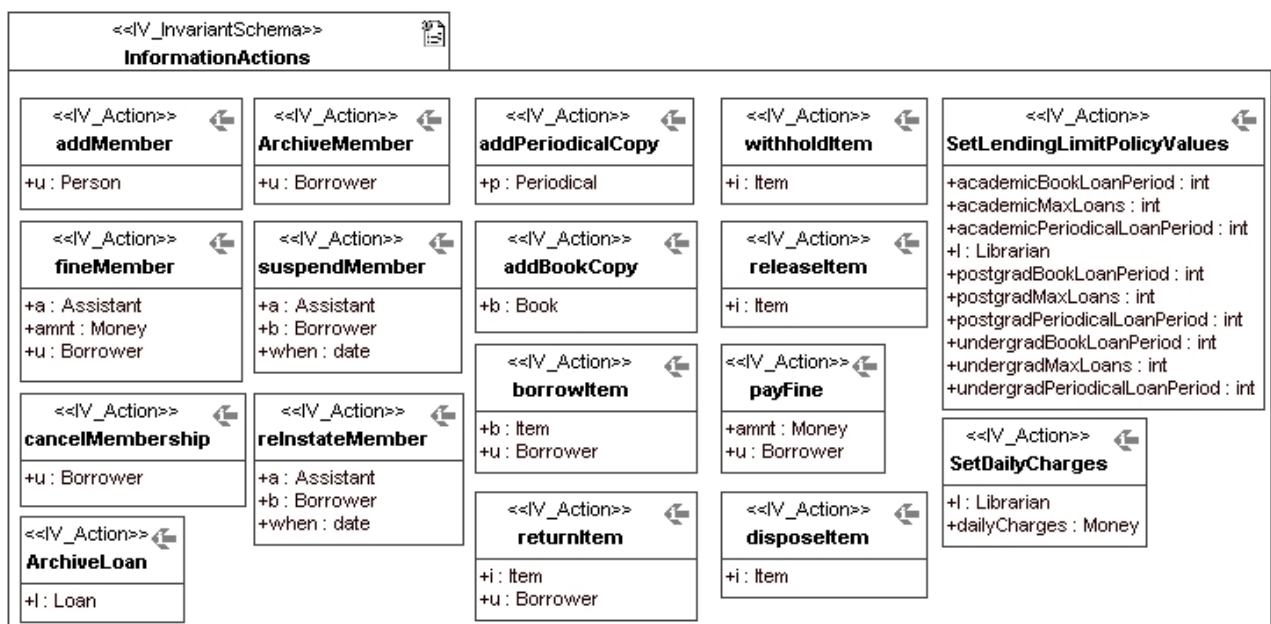 <<IV_InvariantSchema>>
InformationActions
<<IV_Action>>
addMember
+u : Person
<<IV_Action>>
ArchiveMember
+u : Borrower
<<IV_Action>>
addPeriodicalCopy
+p : Periodical
<<IV_Action>>
withholdItem
+i : Item
<<IV_Action>>
SetLendingLimitPolicyValues
+academicBookLoanPeriod : int
+academicMaxLoans : int
+academicPeriodicalLoanPeriod : int
+l : Librarian
+postgradBookLoanPeriod : int
+postgradMaxLoans : int
+postgradPeriodicalLoanPeriod : int
+undergradBookLoanPeriod : int
+undergradMaxLoans : int
+undergradPeriodicalLoanPeriod : int
<<IV_Action>>
fineMember
+a : Assistant
+amnt : Money
+u : Borrower
<<IV_Action>>
suspendMember
+a : Assistant
+b : Borrower
+when : date
<<IV_Action>>
addBookCopy
+b : Book
<<IV_Action>>
releaseItem
+i : Item
<<IV_Action>>
borrowItem
+b : Item
+u : Borrower
<<IV_Action>>
payFine
+amnt : Money
+u : Borrower
<<IV_Action>>
cancelMembership
+u : Borrower
<<IV_Action>>
reInstateMember
+a : Assistant
+b : Borrower
+when : date
<<IV_Action>>
SetDailyCharges
+l : Librarian
+dailyCharges : Money
<<IV_Action>>
returnItem
+i : Item
+u : Borrower
<<IV_Action>>
disposeItem
+i : Item
<<IV_Action>>
ArchiveLoan
+l : Loan